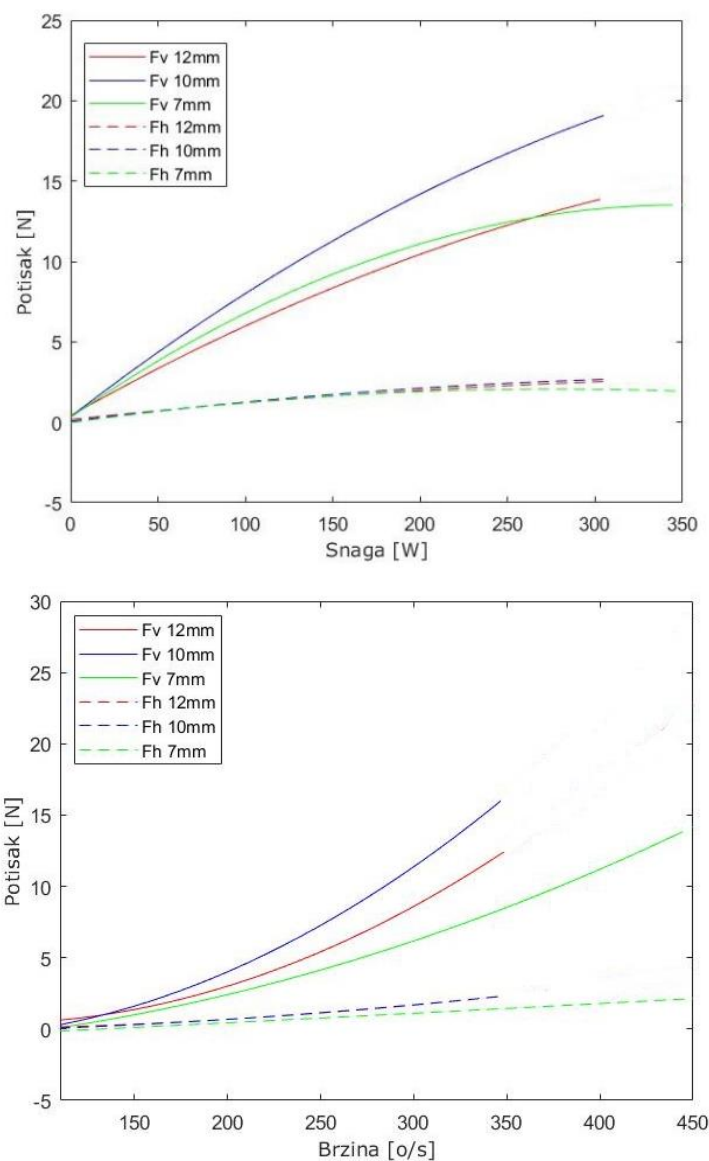 25
20
15
10
5
0
-5
Potisak [N]
Fv 12mm
Fv 10mm
Fv 7mm
Fh 12mm
Fh 10mm
Fh 7mm
0 50 100 150 200 250 300 350
Snaga [W]
30
25
20
15
10
5
0
-5
Potisak [N]
Fv 12mm
Fv 10mm
Fv 7mm
Fh 12mm
Fh 10mm
Fh 7mm
150 200 250 300 350 400 450
Brzina [o/s]